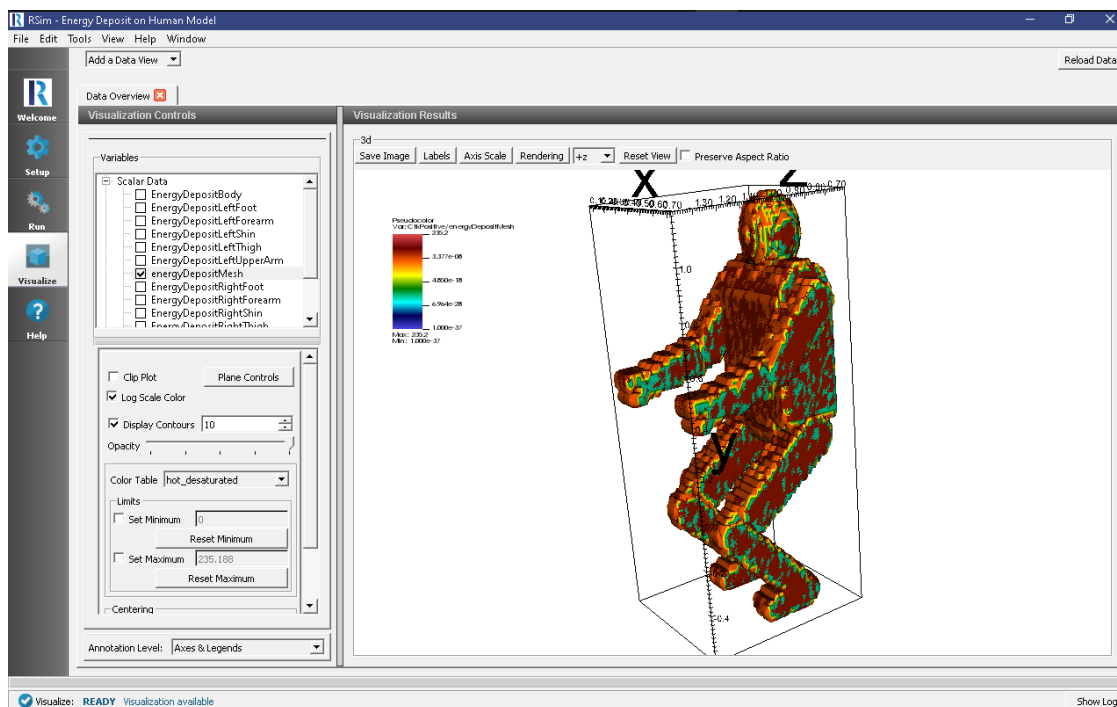 RSim - Energy Deposit on Human Model
File Edit Tools View Help Window
Add a Data View
Reload Data
Data Overview
Welcome
Setup
Run
Visualize
Help
Visualization Controls
Variables
Scalar Data
EnergyDepositBody
EnergyDepositLeftFoot
EnergyDepositLeftForearm
EnergyDepositLeftShin
EnergyDepositLeftThigh
EnergyDepositLeftUpperArm
energyDepositMesh
EnergyDepositRightFoot
EnergyDepositRightForearm
EnergyDepositRightShin
EnergyDepositRightThigh
Clip Plot
Plane Controls
Log Scale Color
Display Contours 10
Opacity
Color Table hot_desaturated
Limits
Set Minimum 0
Reset Minimum
Set Maximum 235.188
Reset Maximum
Centering
Annotation Level: Axes & Legends
Visualization Results
3d
Save Image Labels Axis Scale Rendering +z Reset View Preserve Aspect Ratio
Pseudocolor
Var: CtkPositive/energyDepositMesh
235.2
3.377e-08
4.850e-18
6.964e-28
1.000e-37
Max: 235.2
Min: 1.000e-37
X
Z
1.0
y
-0.4
Visualize: READY Visualization available
Show Log